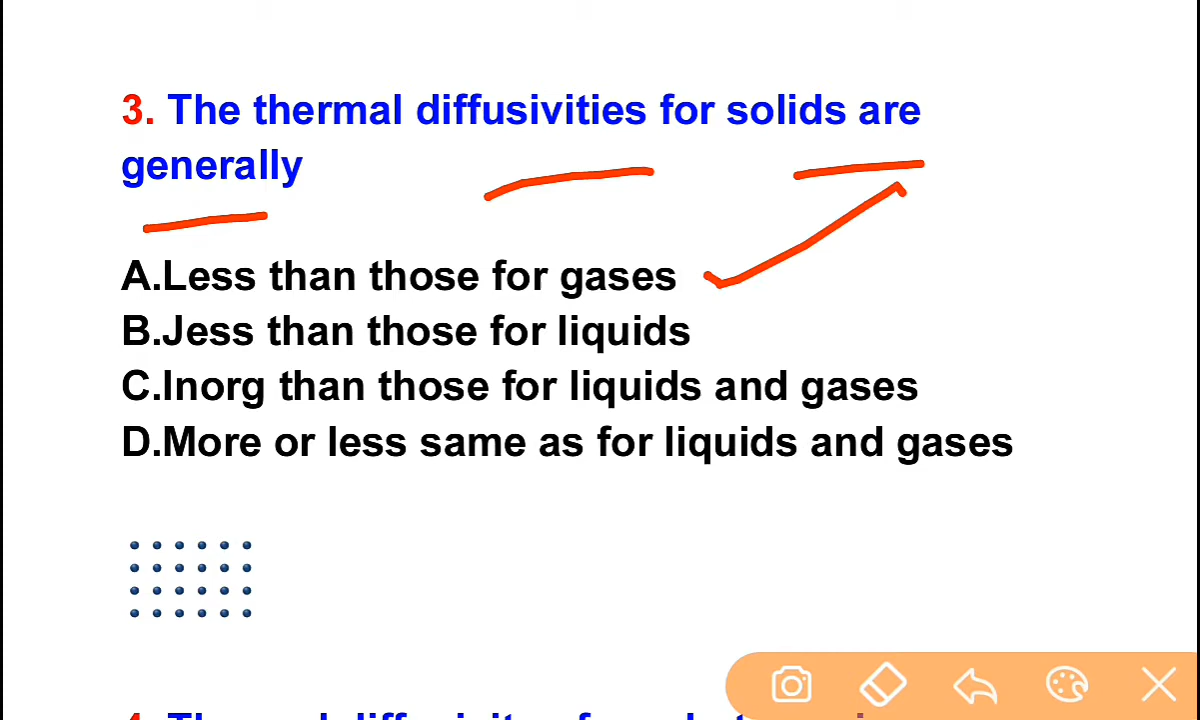 3. The thermal diffusivities for solids are
generally
A.Less than those for gases
B.Jess than those for liquids
C.Inorg than those for liquids and gases
D.More or less same as for liquids and gases